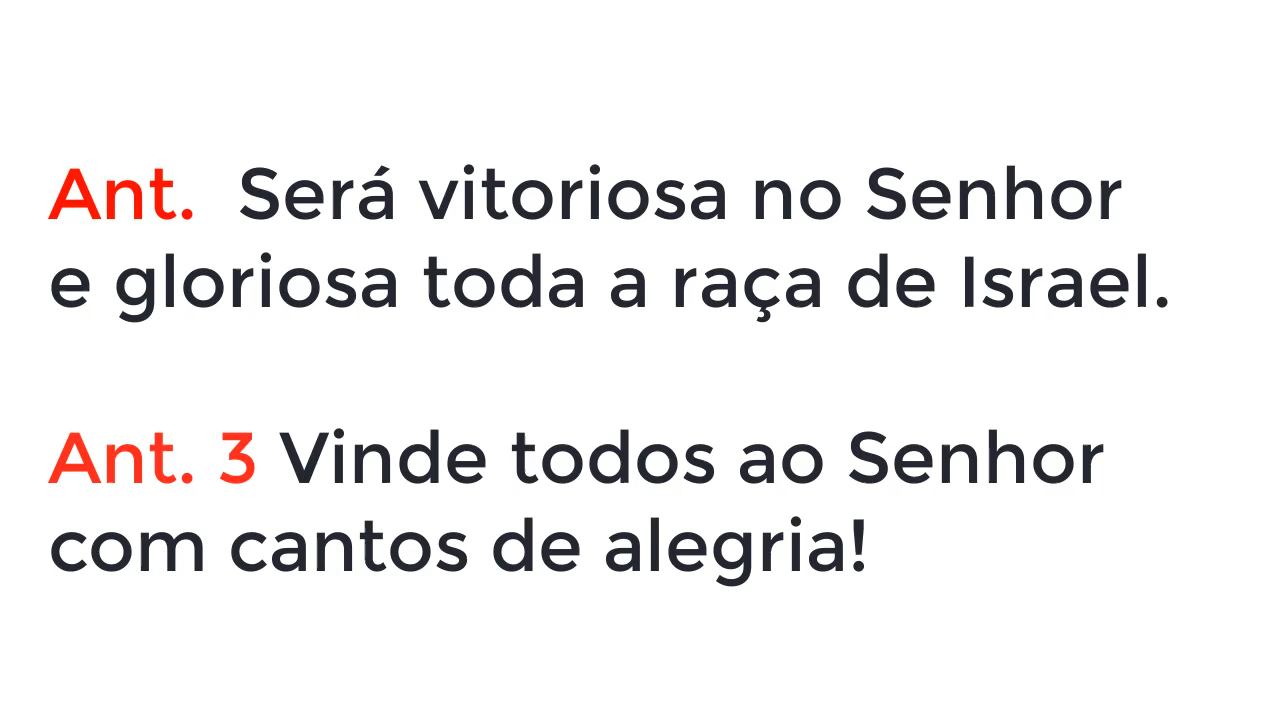 Ant. Será vitoriosa no Senhor
e gloriosa toda a raça de Israel.
Ant. 3 Vinde todos ao Senhor
com cantos de alegria!